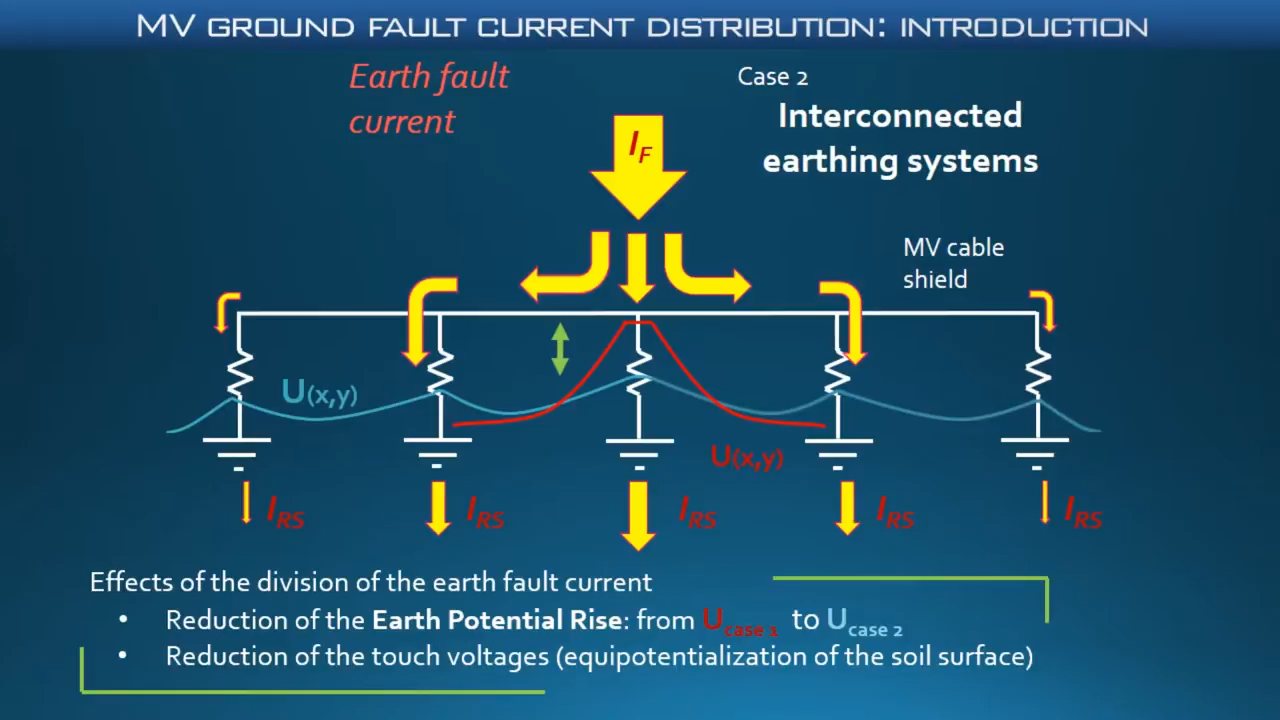 MV GROUND FAULT CURRENT DISTRIBUTION: INTRODUCTION
Earth fault
current
Case 2
Interconnected
earthing systems
I_F
MV cable
shield
U(x,y)
U(x,y)
I_RS I_RS I_RS I_RS I_RS
Effects of the division of the earth fault current
• Reduction of the Earth Potential Rise: from U_case 1 to U_case 2
• Reduction of the touch voltages (equipotentialization of the soil surface)